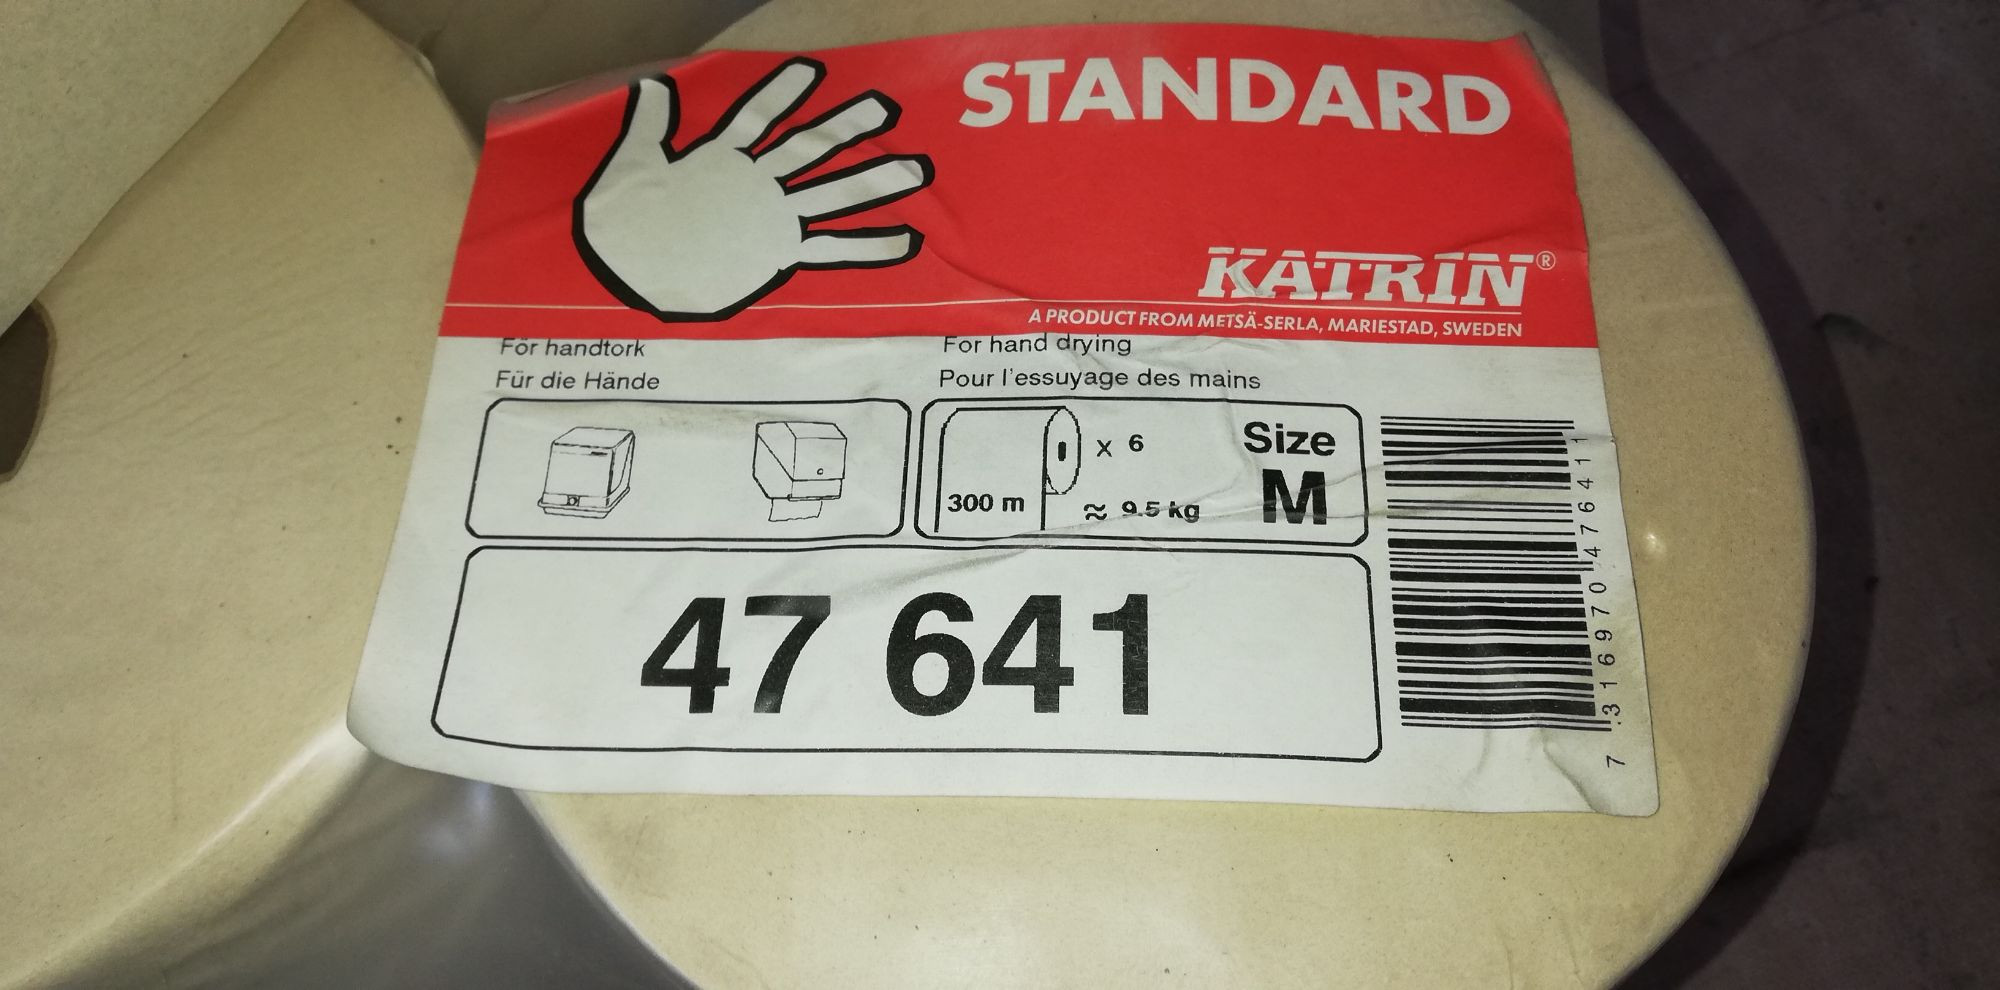 STANDARD
KATRIN®
A PRODUCT FROM METSÄ-SERLA, MARIESTAD, SWEDEN
För handtork
For hand drying
Für die Hände
Pour l'essuyage des mains
300 m
x 6
≈ 9.5 kg
Size
M
47 641
7 316970 476411